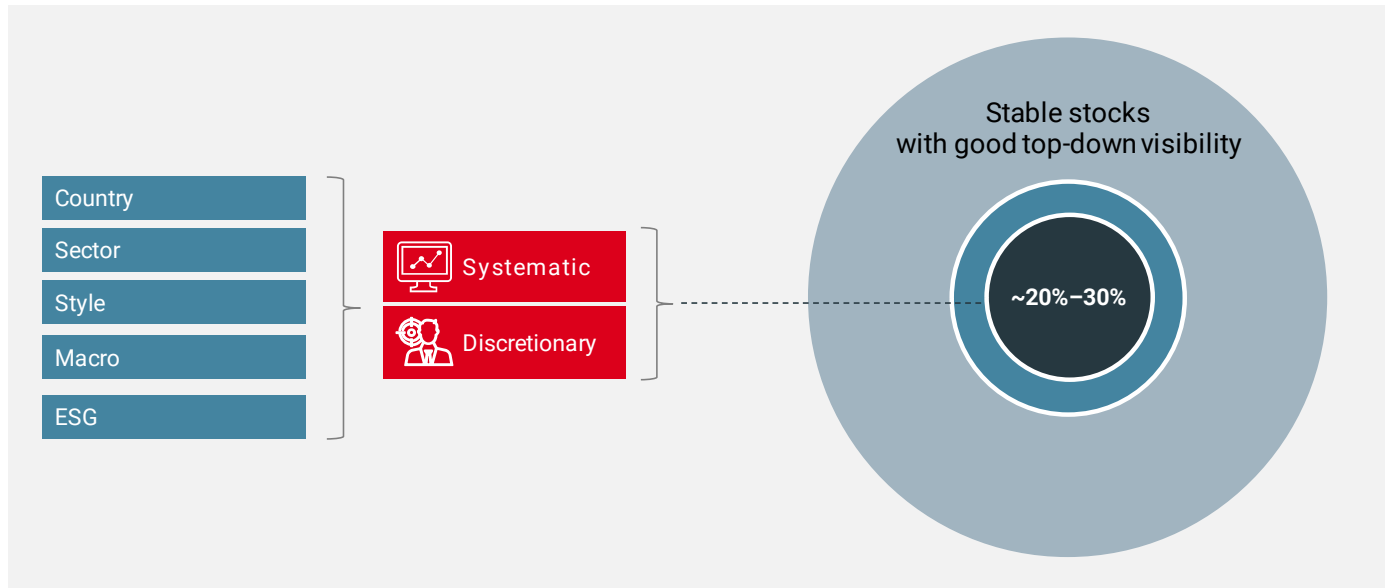 Country
Sector
Style
Macro
ESG
Systematic
Discretionary
Stable stocks
with good top-down visibility
~20%–30%